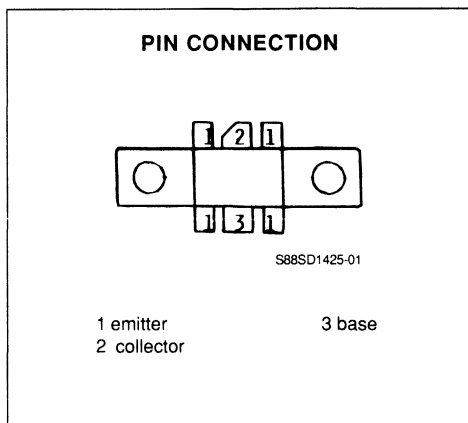 PIN CONNECTION
1 2 1
1 3 1
S88SD1425-01
1 emitter 3 base
2 collector